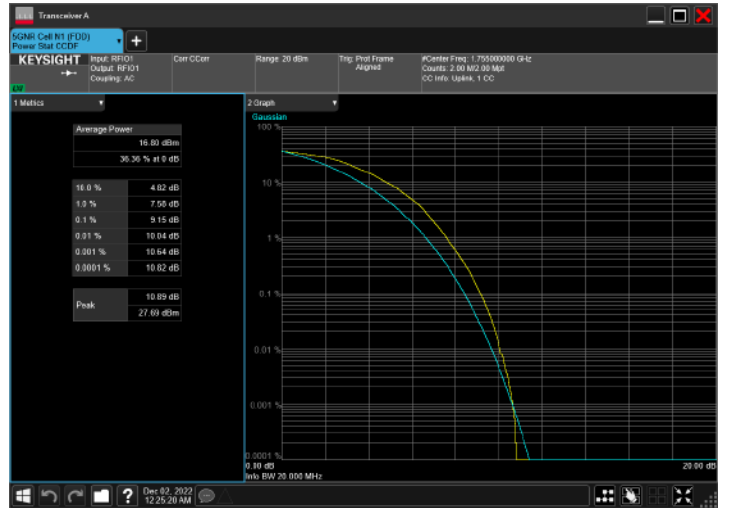 Transceiver A
5GNR Cell N1 (FDD)
Power Stat CCDF
KEYSIGHT
Input: RFIO1
Output: RFIO1
Coupling: AC
Corr CCorr
Range: 20 dBm
Trig: Prot Frame
Aligned
#Center Freq: 1.755000000 GHz
Counts: 2.00 M/2.00 Mpt
CC Info: Uplink, 1 CC
1 Metrics
Average Power
16.80 dBm
36.36 % at 0 dB
10.0 % 4.82 dB
1.0 % 7.58 dB
0.1 % 9.15 dB
0.01 % 10.04 dB
0.001 % 10.64 dB
0.0001 % 10.82 dB
Peak
10.89 dB
27.69 dBm
2 Graph
Gaussian
100 %
10 %
1 %
0.1 %
0.01 %
0.001 %
0.0001 %
0.00 dB
20.00 dB
Info BW 20.000 MHz
Dec 02, 2022
12:25:20 AM